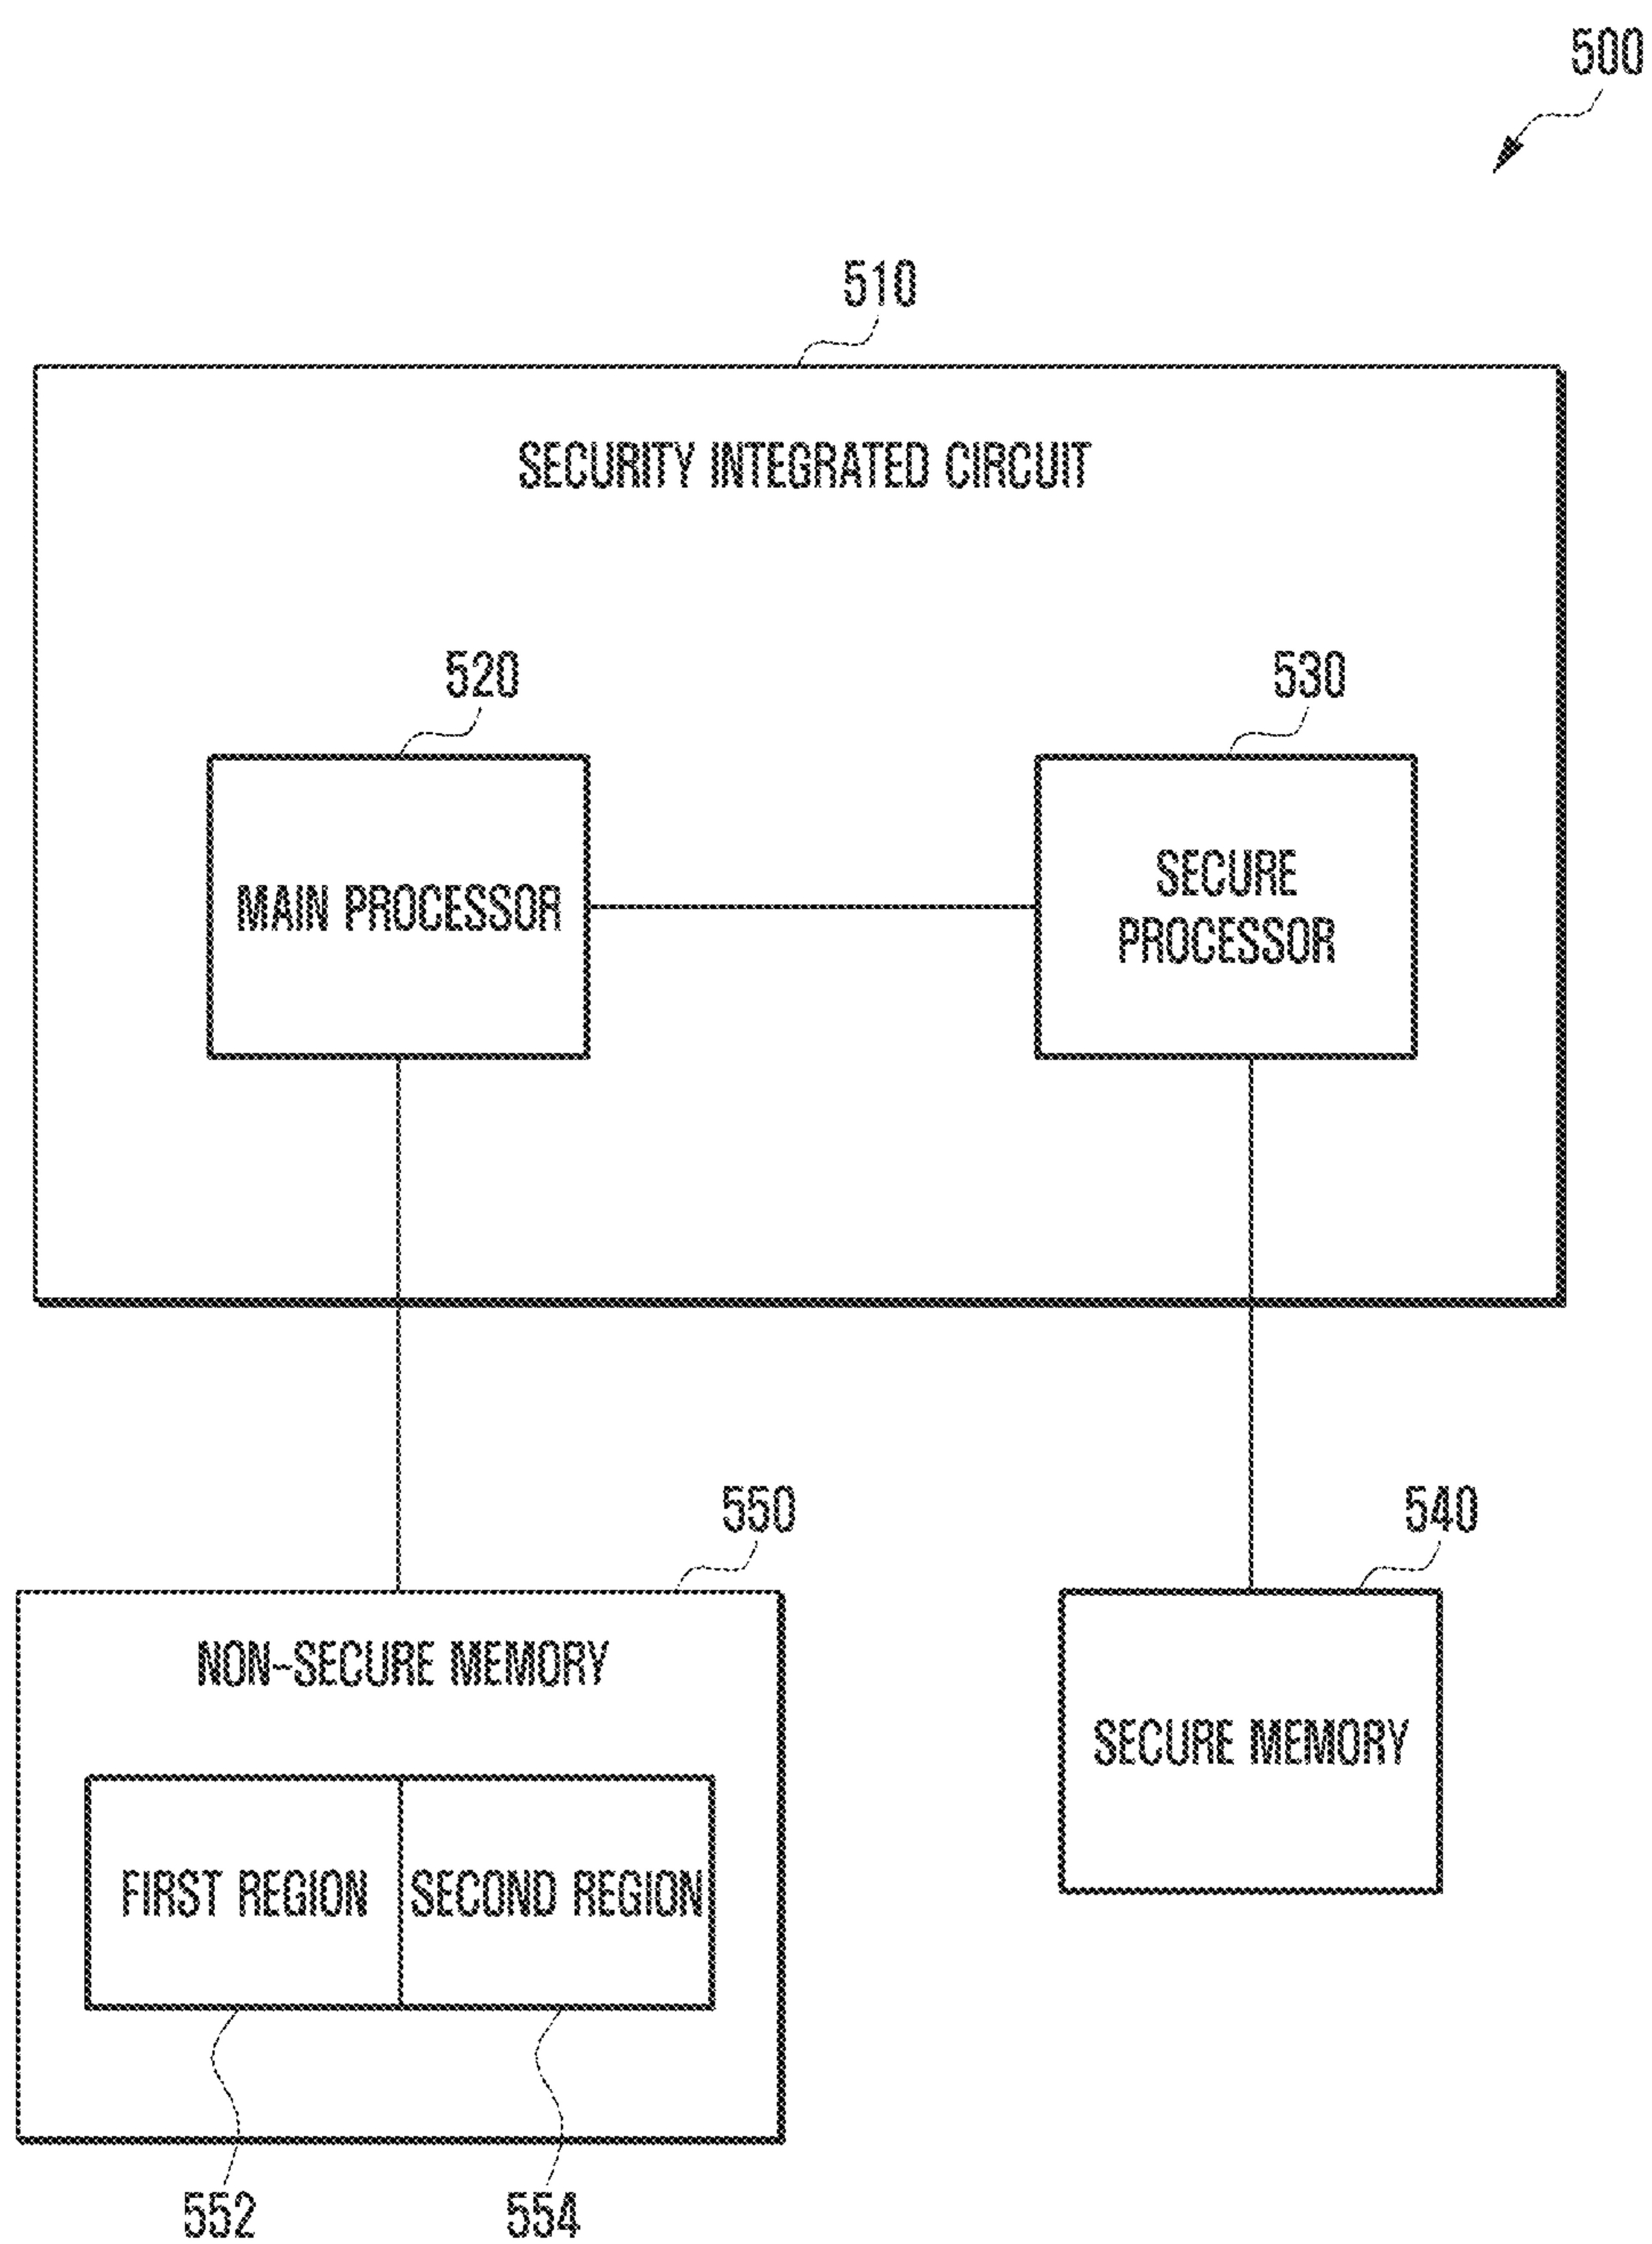 500
510
SECURITY INTEGRATED CIRCUIT
520
530
MAIN PROCESSOR
SECURE
PROCESSOR
550
540
NON-SECURE MEMORY
SECURE MEMORY
FIRST REGION
SECOND REGION
552
554